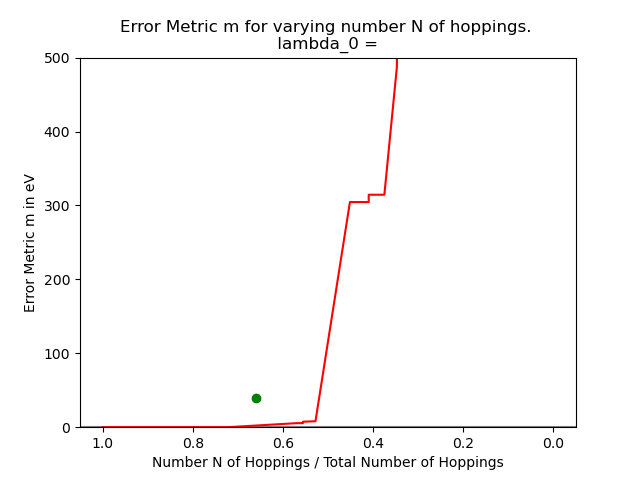 Error Metric m for varying number N of hoppings.
lambda_0 =
500
400
300
200
100
0
Error Metric m in eV
1.0 0.8 0.6 0.4 0.2 0.0
Number N of Hoppings / Total Number of Hoppings